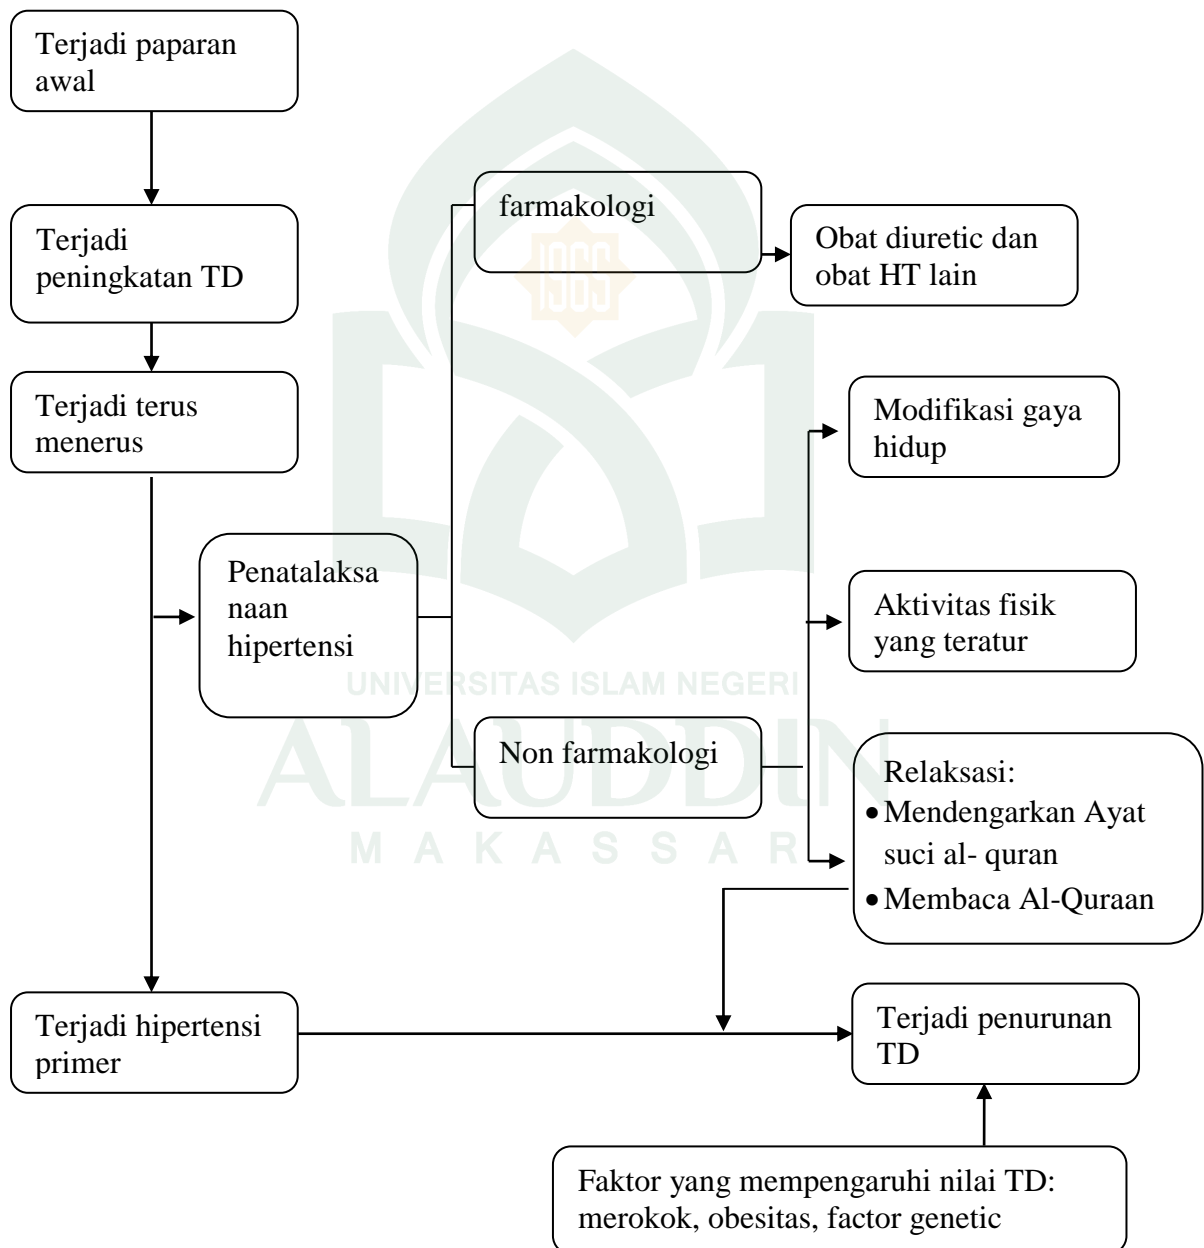 Terjadi paparan
awal
farmakologi
Terjadi
peningkatan TD
Obat diuretic dan
obat HT lain
Terjadi terus
menerus
Modifikasi gaya
hidup
Penatalaksa
naan
hipertensi
Aktivitas fisik
yang teratur
Non farmakologi
Relaksasi:
• Mendengarkan Ayat
suci al- quran
• Membaca Al-Quraan
Terjadi hipertensi
primer
Terjadi penurunan
TD
Faktor yang mempengaruhi nilai TD:
merokok, obesitas, factor genetic
1965
UNIVERSITAS ISLAM NEGERI
ALAUDDIN
MAKASSAR